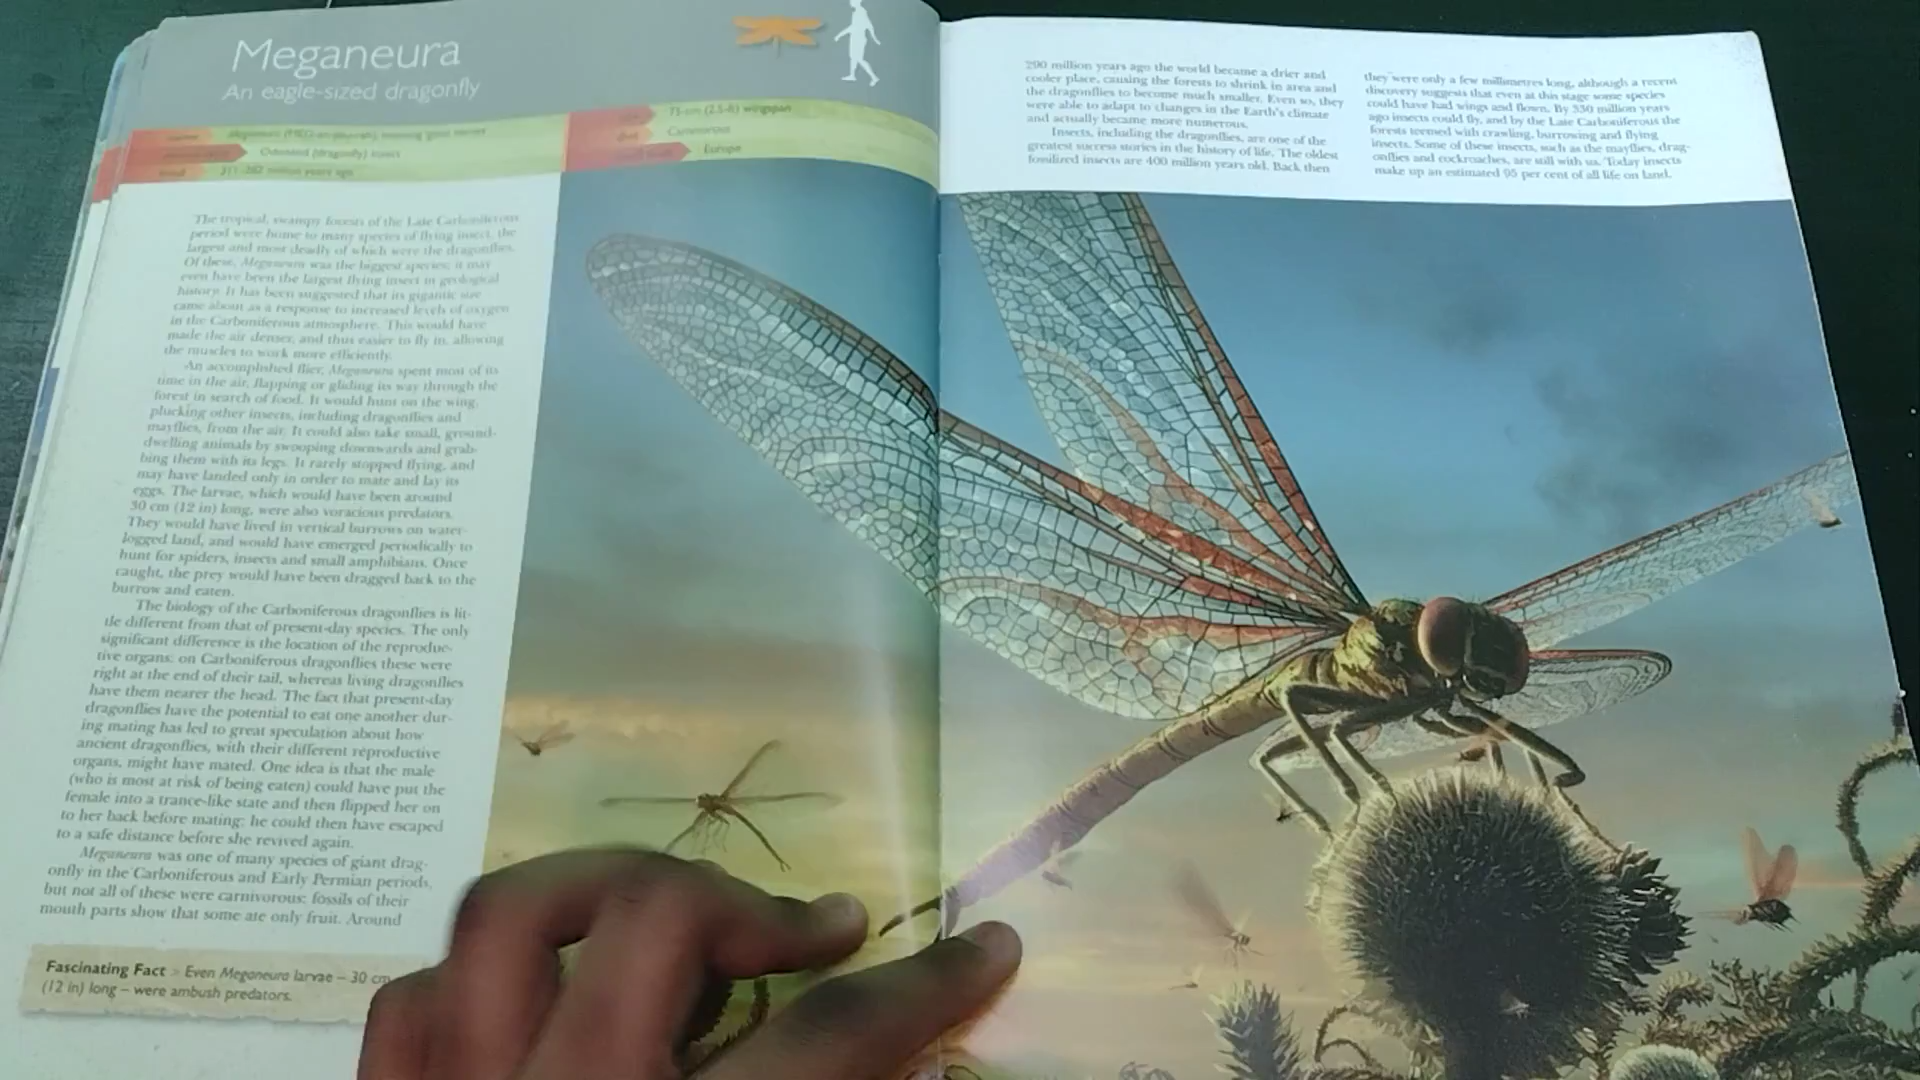 Meganeura
An eagle-sized dragonfly
75-cm (2.5-ft) wingspan
Carnivorous
Europe
Odonatid (dragonfly) insect
million years ago
The tropical, swampy forests of the Late Carboniferous
period were home to many species of flying insect, the
largest and most deadly of which were the dragonflies.
Of these, Meganeura was the biggest species; it may
even have been the largest flying insect in geological
history. It has been suggested that its gigantic size
came about as a response to increased levels of oxygen
in the Carboniferous atmosphere. This would have
made the air denser, and thus easier to fly in, allowing
the muscles to work more efficiently.
An accomplished flier, Meganeura spent most of its
time in the air, flapping or gliding its way through the
forest in search of food. It would hunt on the wing,
plucking other insects, including dragonflies and
mayflies, from the air. It could also take small, ground-
dwelling animals by swooping downwards and grab-
bing them with its legs. It rarely stopped flying, and
may have landed only in order to mate and lay its
eggs. The larvae, which would have been around
30 cm (12 in) long, were also voracious predators.
They would have lived in vertical burrows on water-
logged land, and would have emerged periodically to
hunt for spiders, insects and small amphibians. Once
caught, the prey would have been dragged back to the
burrow and eaten.
The biology of the Carboniferous dragonflies is lit-
tle different from that of present-day species. The only
significant difference is the location of the reproduc-
tive organs: on Carboniferous dragonflies these were
right at the end of their tail, whereas living dragonflies
have them nearer the head. The fact that present-day
dragonflies have the potential to eat one another dur-
ing mating has led to great speculation about how
ancient dragonflies, with their different reproductive
organs, might have mated. One idea is that the male
(who is most at risk of being eaten) could have put the
female into a trance-like state and then flipped her on
to her back before mating; he could then have escaped
to a safe distance before she revived again.
Meganeura was one of many species of giant drag-
onfly in the Carboniferous and Early Permian periods,
but not all of these were carnivorous: fossils of their
mouth parts show that some ate only fruit. Around
Fascinating Fact > Even Meganeura larvae – 30 cm
(12 in) long – were ambush predators.
290 million years ago the world became a drier and
cooler place, causing the forests to shrink in area and
the dragonflies to become much smaller. Even so, they
were able to adapt to changes in the Earth's climate
and actually became more numerous.
Insects, including the dragonflies, are one of the
greatest success stories in the history of life. The oldest
fossilized insects are 400 million years old. Back then
they were only a few millimetres long, although a recent
discovery suggests that even at this stage some species
could have had wings and flown. By 330 million years
ago insects could fly, and by the Late Carboniferous the
forests teemed with crawling, burrowing and flying
insects. Some of these insects, such as the mayflies, drag-
onflies and cockroaches, are still with us. Today insects
make up an estimated 95 per cent of all life on land.